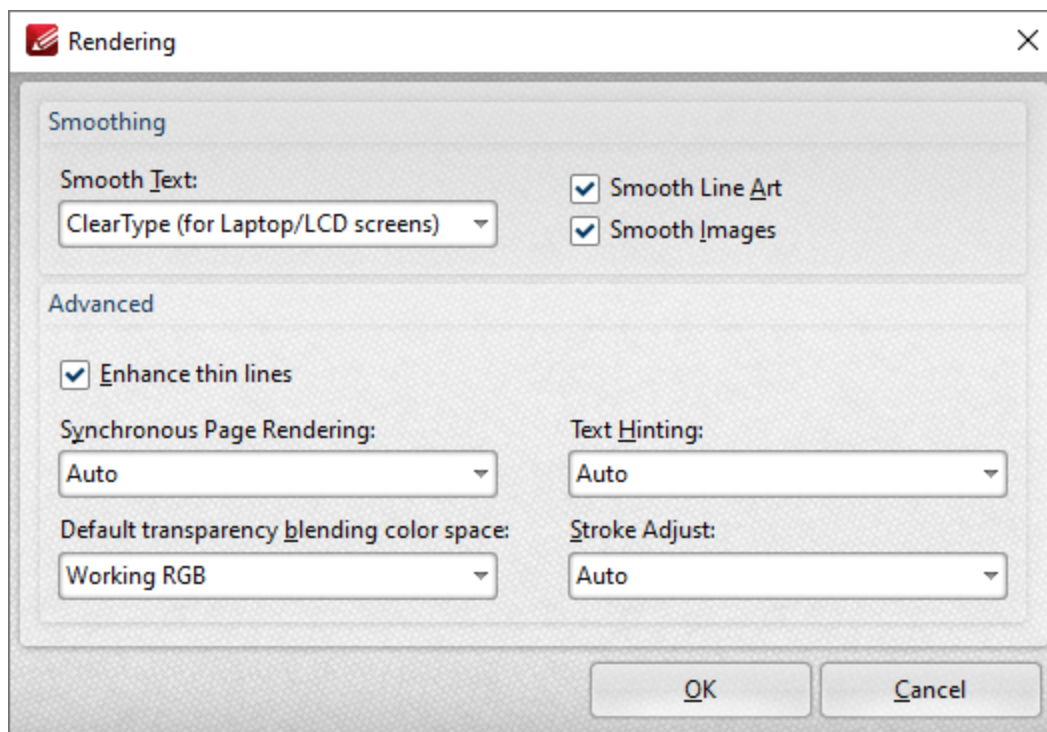 Rendering
Smoothing
Smooth Text:
ClearType (for Laptop/LCD screens)
Smooth Line Art
Smooth Images
Advanced
Enhance thin lines
Synchronous Page Rendering:
Auto
Text Hinting:
Auto
Default transparency blending color space:
Working RGB
Stroke Adjust:
Auto
OK
Cancel